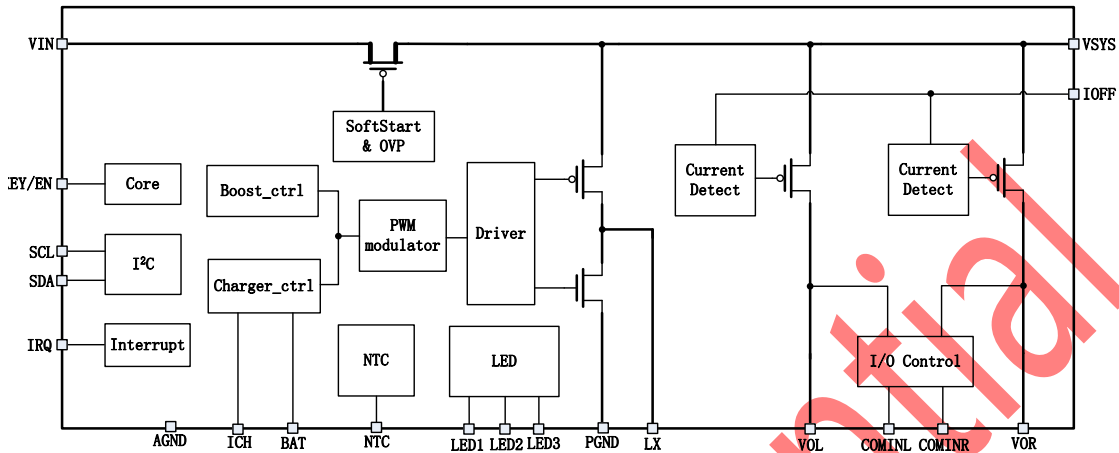 VIN
VSYS
IOFF
SoftStart
& OVP
Current
Detect
Current
Detect
EY/EN
Core
Boost_ctrl
PWM
modulator
Driver
SCL
SDA
I²C
Charger_ctrl
IRQ
Interrupt
NTC
LED
I/O Control
AGND
ICH
BAT
NTC
LED1
LED2
LED3
PGND
LX
VOL
COMINL
COMINR
VOR
ntial